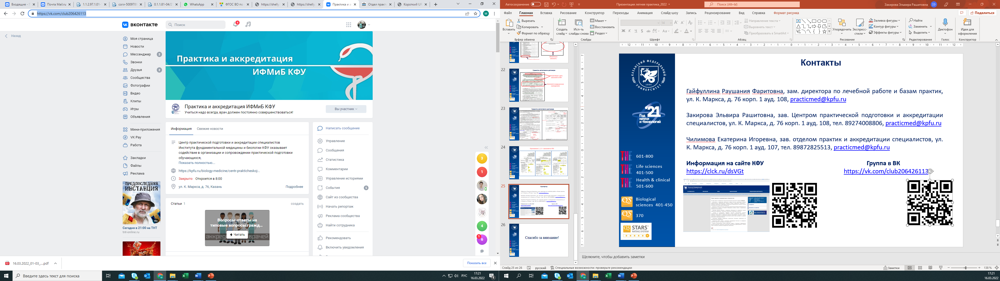 Входящие - Г
Почта Mail.ru
1.1.2.97.1.01-
согл-5009789
0.1.1.81-04/2
WhatsApp
ФГОС ВО по
https://shelly
https://shelly
Практика и а
Отдел практ
Короткий UR
https://vk.com/club206426113
вконтакте
Поиск
4
Назад
Моя страница
Новости
Мессенджер 2
Звонки
Друзья 2
Сообщества
Фотографии
Видео
Клипы
Игры
Объявления
Мини-приложения
VK Pay
Работа
Закладки
Файлы
Реклама
ПРЕДПОСЛЕДНЯЯ
ИНСТАНЦИЯ
16+
Сегодня в 21:00 на ТНТ
tnt-online.ru
Практика и аккредитация
ИФМиБ КФУ
Практика и аккредитация ИФМиБ КФУ
Учиться надо всегда, врач должен постоянно совершенствоваться!
Вы участник
Информация Свежие новости
Центр практической подготовки и аккредитации специалистов
Института фундаментальной медицины и биологии КФУ оказывает
содействие в организации и сопровождении практической подготовки
обучающихся,
Показать полностью...
https://kpfu.ru/biology-medicine/centr-prakticheskoj-..
Закрыто · Откроется в 8:00
ул. К. Маркса, д. 76, Казань Подробнее
Статьи 1 создать
Вопросы-ответы на
типовые вопросы гражд...
Читать
Написать сообщение
Управление
Сообщения
Статистика
Комментарии
Управление историями
События 5
Сайт из сообщества
Начать репортаж
Реклама сообщества
Найти сотрудника
Рекомендовать
Включить уведомления
3
1
4
1
6
16.03.2022_01-03_....pdf
Показать все
Введите здесь текст для поиска
РУС
17:21
16.03.2022
4
Автосохранение
Презентация летняя практика_2022
Поиск (Alt+Ы)
Закирова Эльвира Рашитовна
ЗЭ
Файл Главная Вставка Рисование Конструктор Переходы Анимация Слайд-шоу Запись Рецензирование Вид Справка Формат рисунка
Поделиться
Вставить
Вырезать
Копировать
Формат по образцу
Буфер обмена
Создать
слайд
Исп-ть
слайды снова
Макет
Восстановить
Раздел
Слайды
14
Ж К Ч S ab AV Aa
Шрифт
Направление текста
Выровнять текст
Преобразовать в SmartArt
Абзац
Упорядочить
Экспресс-
стили
Заливка фигуры
Контур фигуры
Эффекты фигуры
Рисование
Найти
Заменить
Выделить
Редактирование
Диктофон
Голос
Идеи для
оформления
Конструктор
22
23
24
25
26
Контакты
Спасибо за внимание!
КАЗАНСКИЙ ФЕДЕРАЛЬНЫЙ
УНИВЕРСИТЕТ
1804
Год 21
науки
и технологий
THE 601-800
THE Life sciences
401-500
THE Health & clinical
501-600
QS Biological
sciences 401-450
QS 370
QS STARS
RATING SYSTEM
Контакты
Гайфуллина Раушания Фаритовна, зам. директора по лечебной работе и базам практик,
ул. К. Маркса, д. 76 корп. 1 ауд. 108, practicmed@kpfu.ru
Закирова Эльвира Рашитовна, зав. Центром практической подготовки и аккредитации
специалистов, ул. К. Маркса, д. 76 корп. 1 ауд. 108, тел. 89274008806, practicmed@kpfu.ru
Чилимова Екатерина Игоревна, зав. отделом практик и аккредитации специалистов, ул.
К. Маркса, д. 76 корп. 1 ауд. 107, тел. 89872825513, practicmed@kpfu.ru
Информация на сайте КФУ Группа в ВК
https://clck.ru/dsVGt https://vk.com/club206426113
Щелкните, чтобы добавить заметки
Слайд 25 из 26 русский Специальные возможности: проверьте рекомендации
Заметки
138 %
17:21
16.03.2022